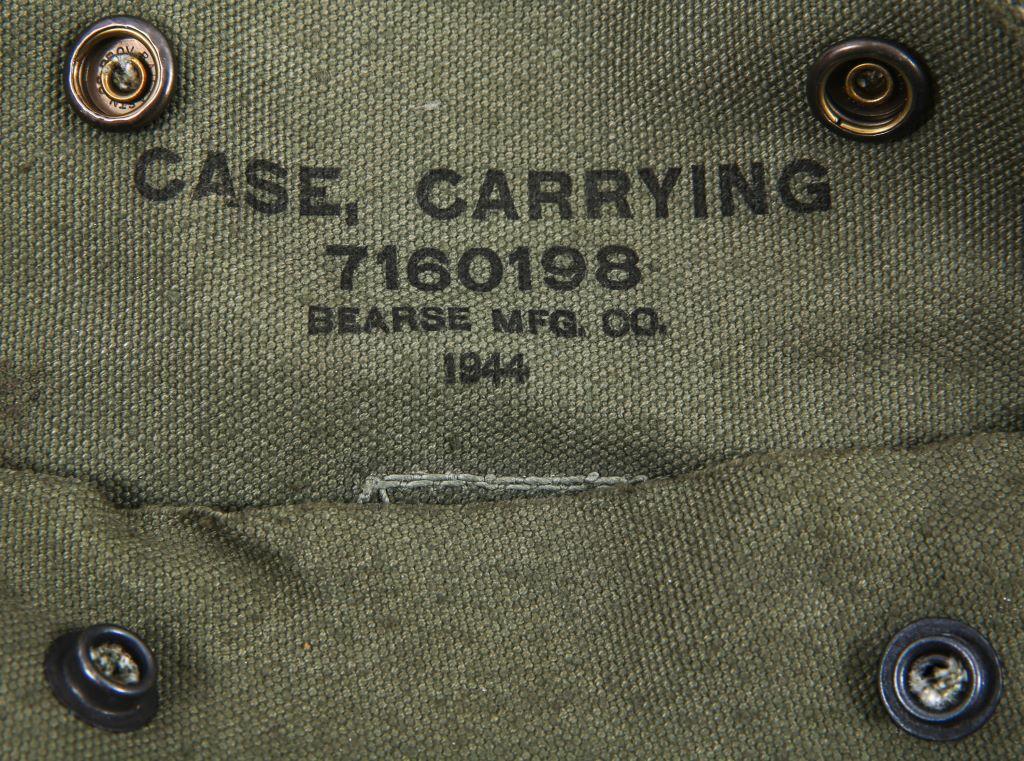 CASE, CARRYING
7160198
BEARSE MFG. CO.
1944